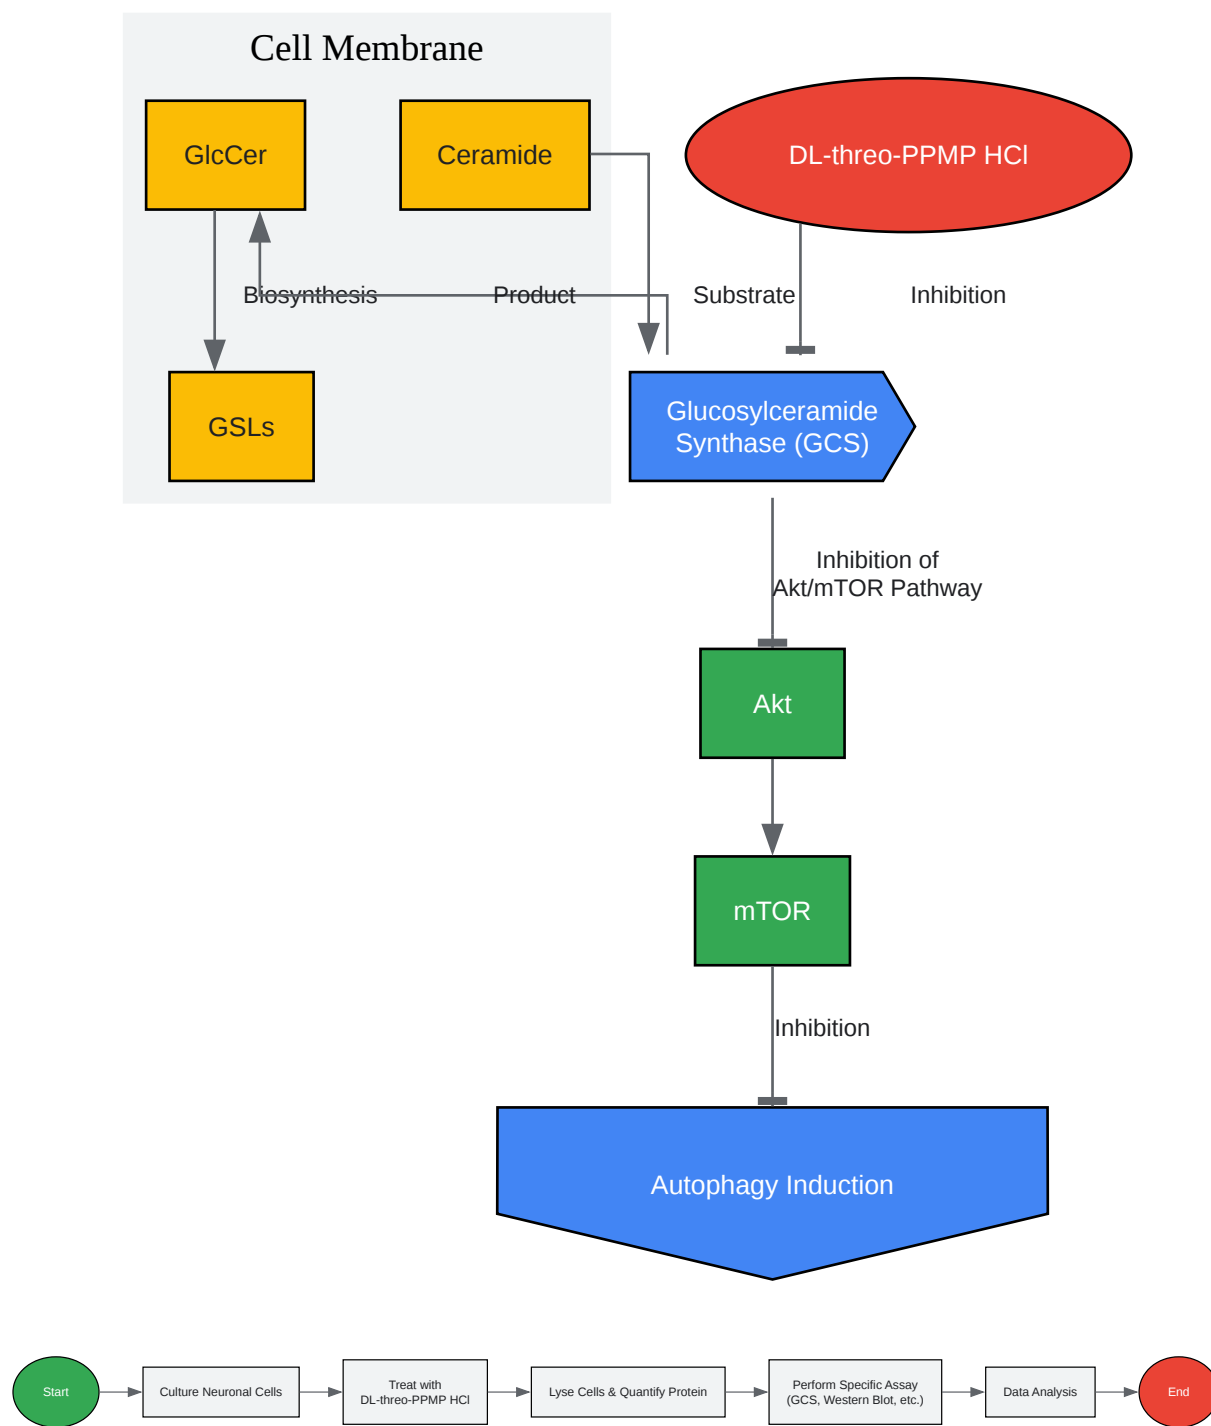 Cell Membrane
GlcCer
Ceramide
DL-threo-PPMP HCl
Biosynthesis
Product
Substrate
Inhibition
GSLs
Glucosylceramide
Synthase (GCS)
Inhibition of
Akt/mTOR Pathway
Akt
mTOR
Inhibition
Autophagy Induction
Start
Culture Neuronal Cells
Treat with
DL-threo-PPMP HCl
Lyse Cells & Quantify Protein
Perform Specific Assay
(GCS, Western Blot, etc.)
Data Analysis
End